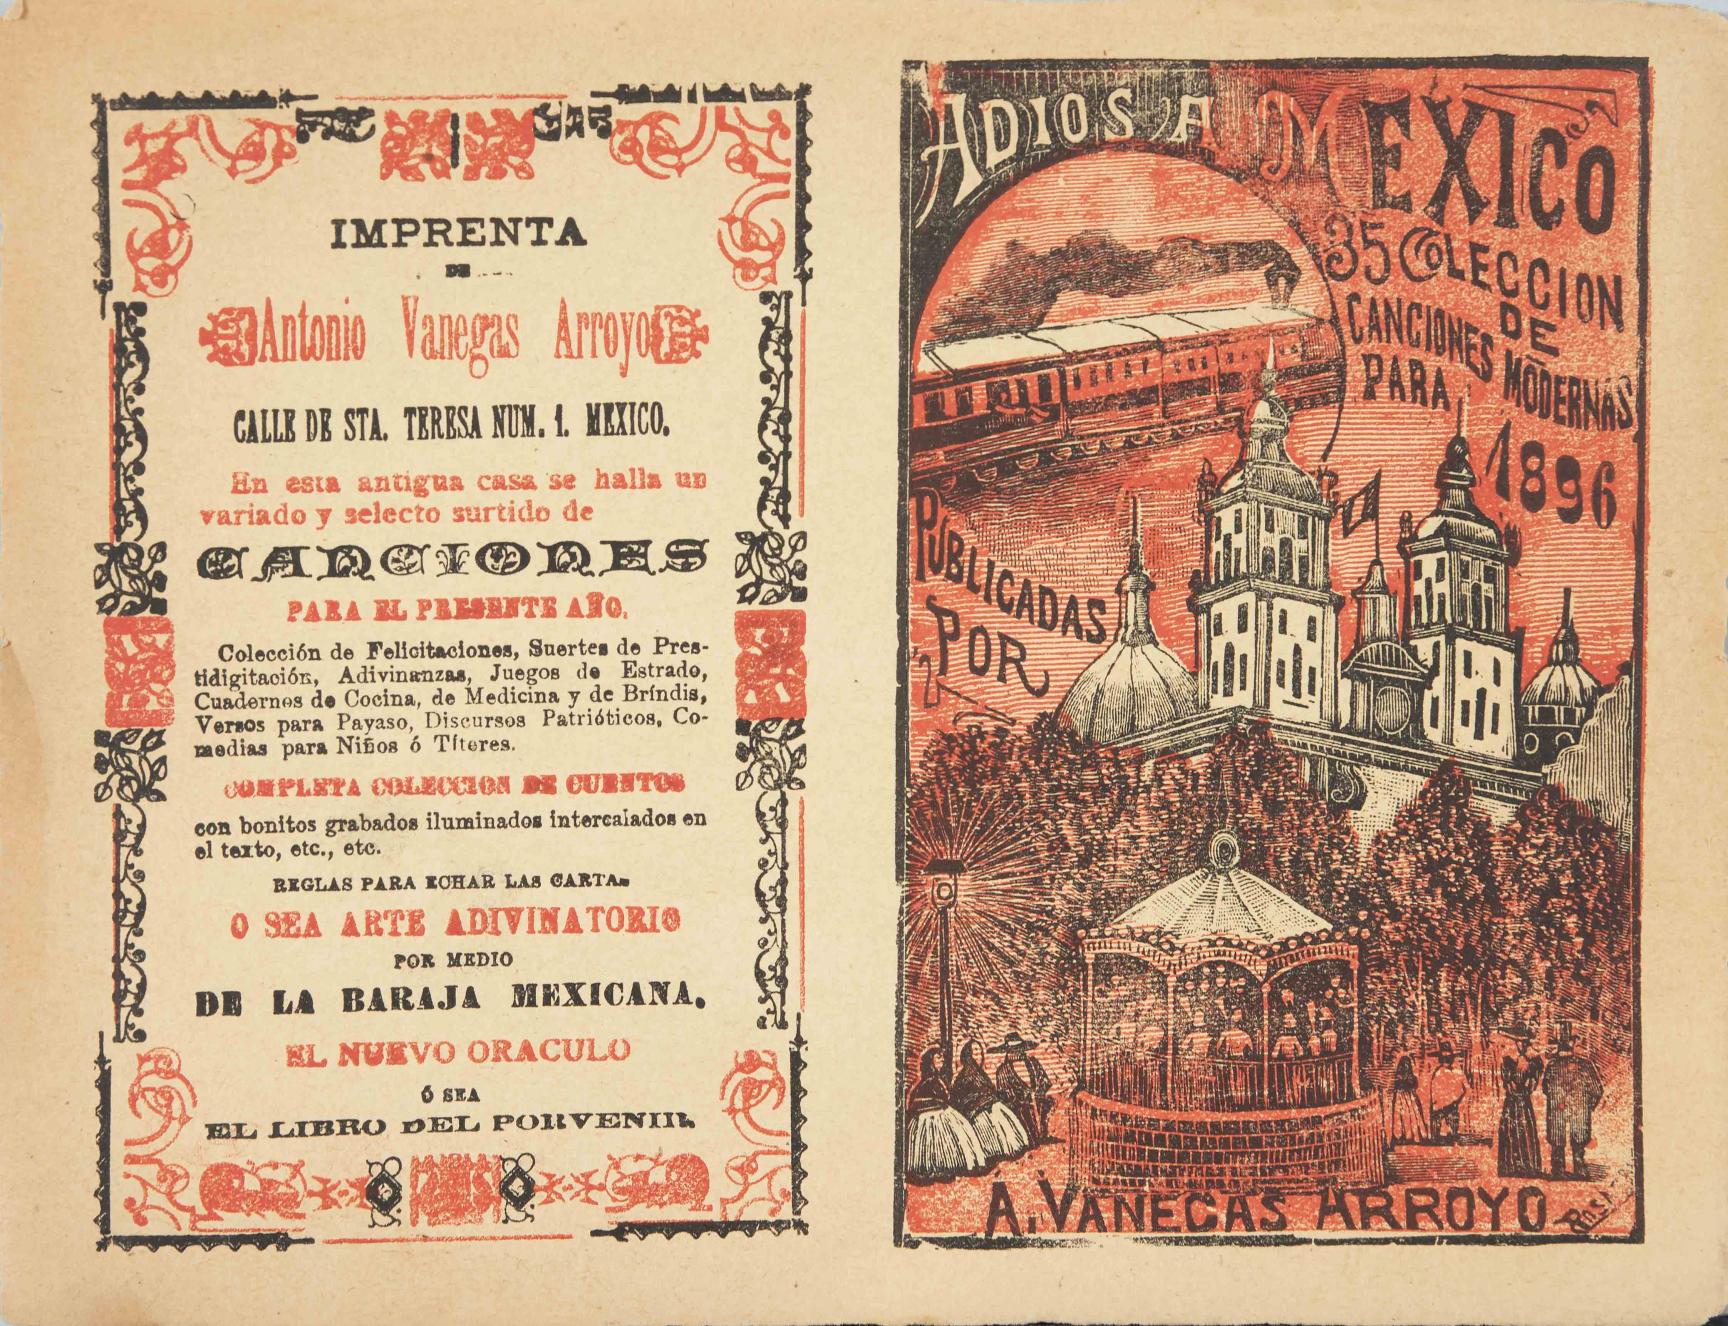 IMPRENTA
DE
Antonio Vanegas Arroyo
CALLE DE STA. TERESA NUM. 1. MEXICO.
En esta antigua casa se halla un
variado y selecto surtido de
CANCIONES
PARA EL PRESENTE AÑO.
Colección de Felicitaciones, Suertes de Pres-
tidigitación, Adivinanzas, Juegos de Estrado,
Cuadernos de Cocina, de Medicina y de Bríndis,
Versos para Payaso, Discursos Patrióticos, Co-
medias para Niños ó Títeres.
COMPLETA COLECCION DE CUENTOS
con bonitos grabados iluminados intercalados en
el texto, etc., etc.
REGLAS PARA ECHAR LAS CARTAS
O SEA ARTE ADIVINATORIO
POR MEDIO
DE LA BARAJA MEXICANA.
EL NUEVO ORACULO
ó SEA
EL LIBRO DEL PORVENIR
ADIOS A MEXICO
35 COLECCION
DE
CANCIONES MODERNAS
PARA 1896
PUBLICADAS
POR
A. VANEGAS ARROYO